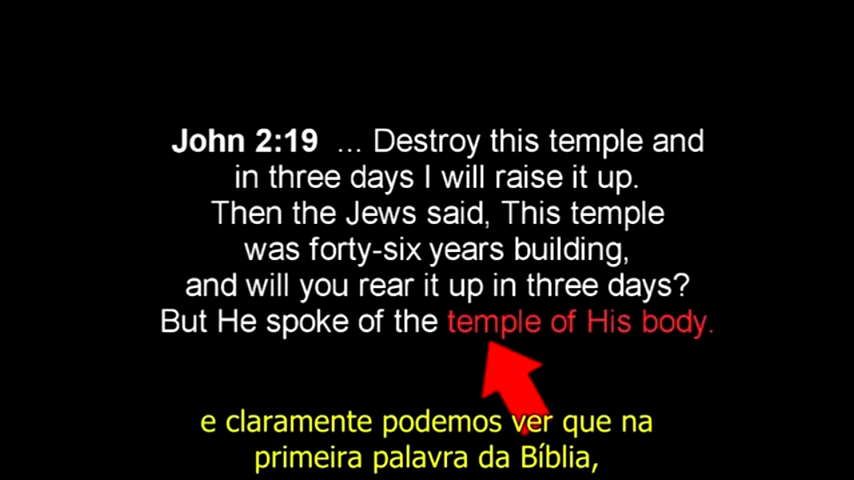 John 2:19 ... Destroy this temple and
in three days I will raise it up.
Then the Jews said, This temple
was forty-six years building,
and will you rear it up in three days?
But He spoke of the temple of His body.
e claramente podemos ver que na
primeira palavra da Bíblia,